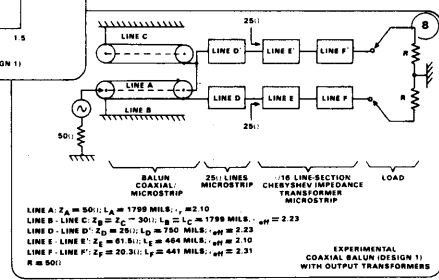 1.5
GN 1)
8
LINE C
25Ω
LINE D'
LINE E'
LINE F'
R
LINE A
LINE B
LINE D
LINE E
LINE F
R
50Ω
25Ω
BALUN
COAXIAL/
MICROSTRIP
25Ω LINES
MICROSTRIP
λ/16 LINE-SECTION
CHEBYSHEV IMPEDANCE
TRANSFORMER
MICROSTRIP
LOAD
LINE A: ZA = 50Ω; LA = 1799 MILS; εr = 2.10
LINE B - LINE C: ZB = ZC ~ 30Ω; LB = LC = 1799 MILS; εeff = 2.23
LINE D - LINE D': ZD = 25Ω; LD = 750 MILS; εeff = 2.23
LINE E - LINE E': ZE = 61.5Ω; LE = 464 MILS; εeff = 2.10
LINE F - LINE F': ZF = 20.3Ω; LF = 441 MILS; εeff = 2.31
R = 50Ω
EXPERIMENTAL
COAXIAL BALUN (DESIGN 1)
WITH OUTPUT TRANSFORMERS